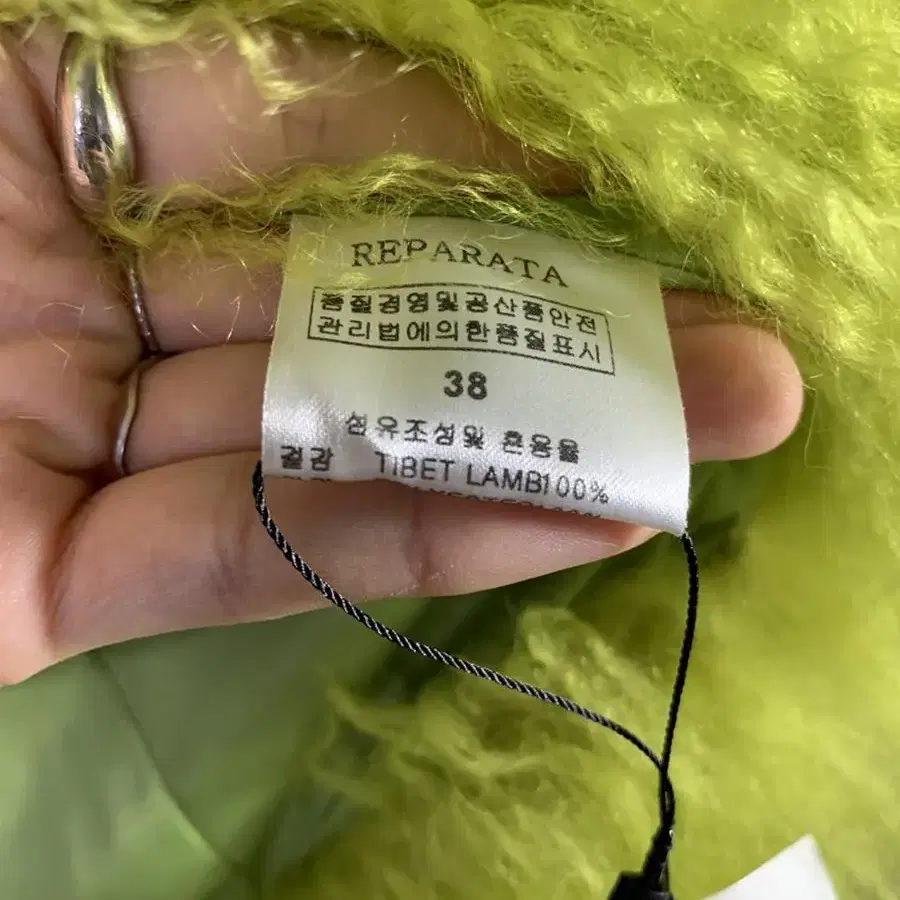 REPARATA
품질경영및공산품안전
관리법에의한품질표시
38
섬유조성및 혼용율
겉감 TIBET LAMB100%